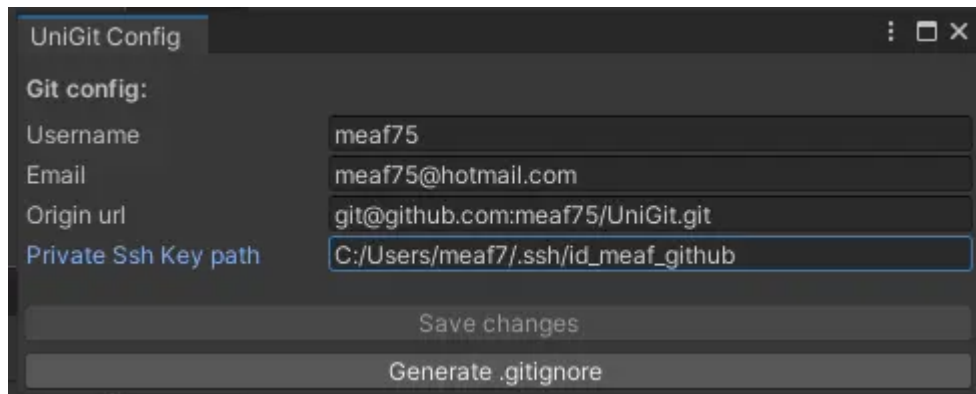 UniGit Config
Git config:
Username meaf75
Email meaf75@hotmail.com
Origin url git@github.com:meaf75/UniGit.git
Private Ssh Key path C:/Users/meaf7/.ssh/id_meaf_github
Save changes
Generate .gitignore